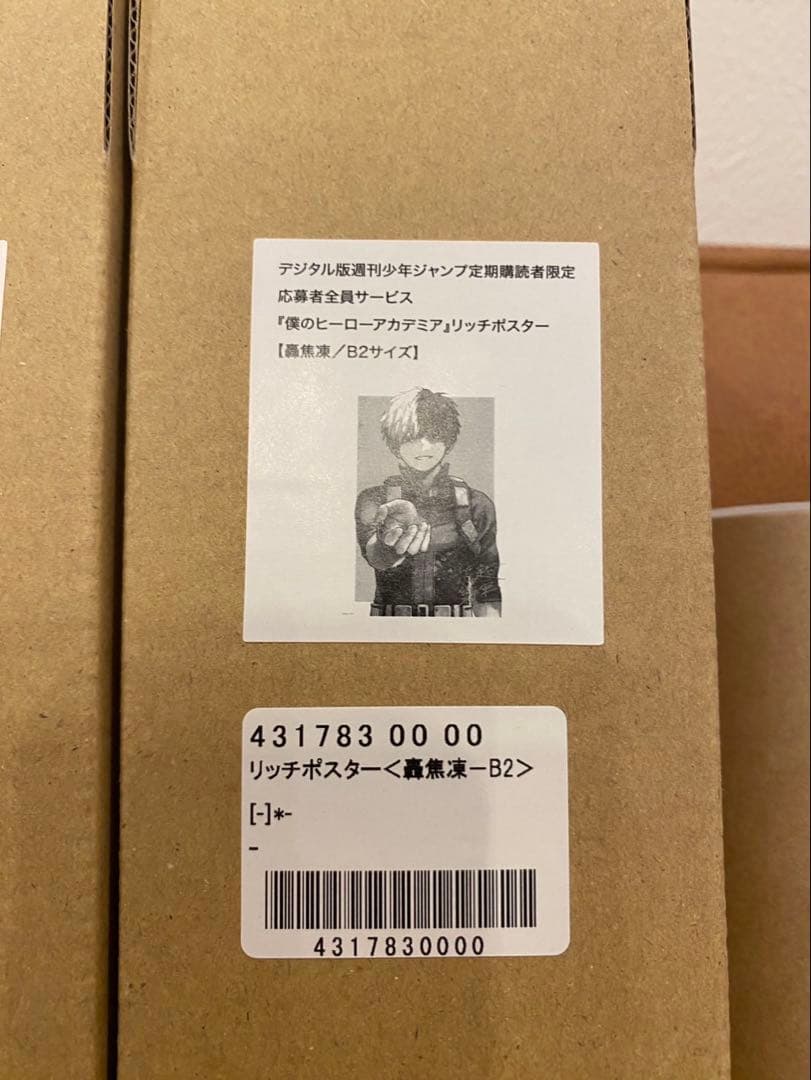 デジタル版週刊少年ジャンプ定期購読者限定
応募者全員サービス
『僕のヒーローアカデミア』リッチポスター
【轟焦凍／B2サイズ】
431783 00 00
リッチポスター＜轟焦凍－B2＞
[-]*-
-
4317830000